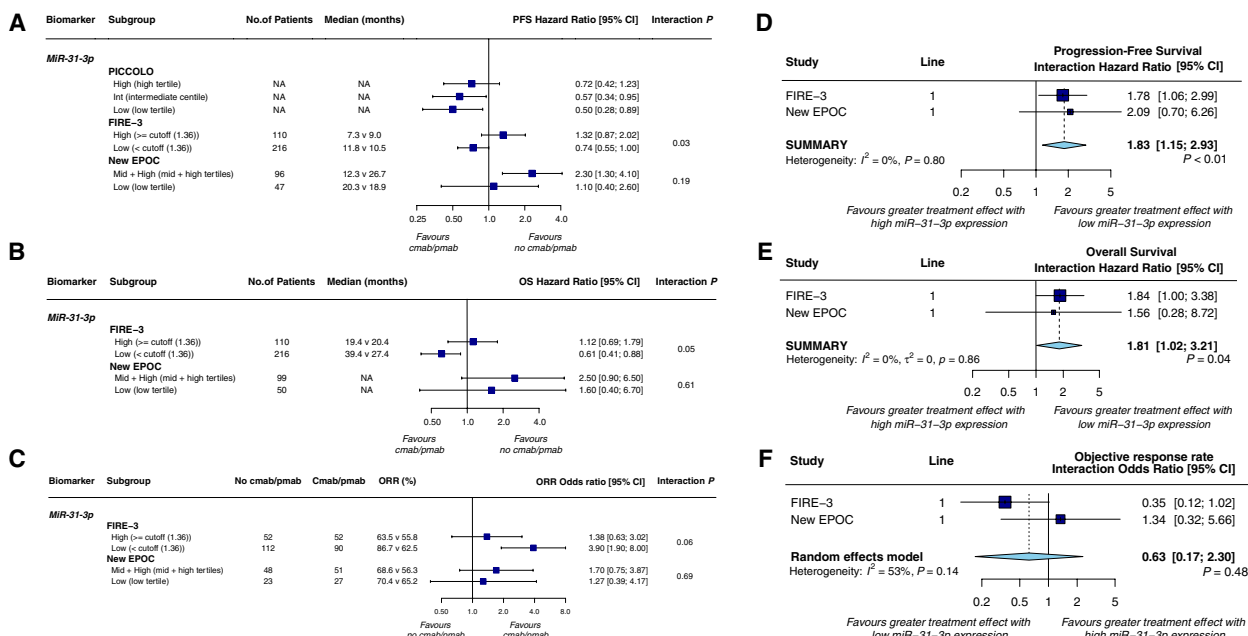 A
Biomarker Subgroup No.of Patients Median (months) PFS Hazard Ratio [95% CI] Interaction P
MiR-31-3p
PICCOLO
High (high tertile) NA NA 0.72 [0.42; 1.23]
Int (intermediate centile) NA NA 0.57 [0.34; 0.95]
Low (low tertile) NA NA 0.50 [0.28; 0.89]
FIRE−3
High (>= cutoff (1.36)) 110 7.3 v 9.0 1.32 [0.87; 2.02]
0.03
Low (< cutoff (1.36)) 216 11.8 v 10.5 0.74 [0.55; 1.00]
New EPOC
Mid + High (mid + high tertiles) 96 12.3 v 26.7 2.30 [1.30; 4.10]
0.19
Low (low tertile) 47 20.3 v 18.9 1.10 [0.40; 2.60]
0.25 0.50 1.0 2.0 4.0
Favours cmab/pmab
Favours no cmab/pmab
B
Biomarker Subgroup No.of Patients Median (months) OS Hazard Ratio [95% CI] Interaction P
MiR-31-3p
FIRE−3
High (>= cutoff (1.36)) 110 19.4 v 20.4 1.12 [0.69; 1.79]
0.05
Low (< cutoff (1.36)) 216 39.4 v 27.4 0.61 [0.41; 0.88]
New EPOC
Mid + High (mid + high tertiles) 99 NA 2.50 [0.90; 6.50]
0.61
Low (low tertile) 50 NA 1.60 [0.40; 6.70]
0.50 1.0 2.0 4.0
Favours cmab/pmab
Favours no cmab/pmab
C
Biomarker Subgroup No cmab/pmab Cmab/pmab ORR (%) ORR Odds ratio [95% CI] Interaction P
MiR-31-3p
FIRE−3
High (>= cutoff (1.36)) 52 52 63.5 v 55.8 1.38 [0.63; 3.02]
0.06
Low (< cutoff (1.36)) 112 90 86.7 v 62.5 3.90 [1.90; 8.00]
New EPOC
Mid + High (mid + high tertiles) 48 51 68.6 v 56.3 1.70 [0.75; 3.87]
0.69
Low (low tertile) 23 27 70.4 v 65.2 1.27 [0.39; 4.17]
0.50 1.0 2.0 4.0 8.0
Favours no cmab/pmab
Favours cmab/pmab
D
Progression-Free Survival
Study Line Interaction Hazard Ratio [95% CI]
FIRE−3 1 1.78 [1.06; 2.99]
New EPOC 1 2.09 [0.70; 6.26]
SUMMARY 1.83 [1.15; 2.93]
Heterogeneity: I² = 0%, P = 0.80 P < 0.01
0.2 0.5 1 2 5
Favours greater treatment effect with high miR−31−3p expression
Favours greater treatment effect with low miR−31−3p expression
E
Overall Survival
Study Line Interaction Hazard Ratio [95% CI]
FIRE−3 1 1.84 [1.00; 3.38]
New EPOC 1 1.56 [0.28; 8.72]
SUMMARY 1.81 [1.02; 3.21]
Heterogeneity: I² = 0%, τ² = 0, p = 0.86 P = 0.04
0.2 0.5 1 2 5
Favours greater treatment effect with high miR−31−3p expression
Favours greater treatment effect with low miR−31−3p expression
F
Objective response rate
Study Line Interaction Odds Ratio [95% CI]
FIRE−3 1 0.35 [0.12; 1.02]
New EPOC 1 1.34 [0.32; 5.66]
Random effects model 0.63 [0.17; 2.30]
Heterogeneity: I² = 53%, P = 0.14 P = 0.48
0.2 0.5 1 2 5
Favours greater treatment effect with low miR−31−3p expression
Favours greater treatment effect with high miR−31−3p expression